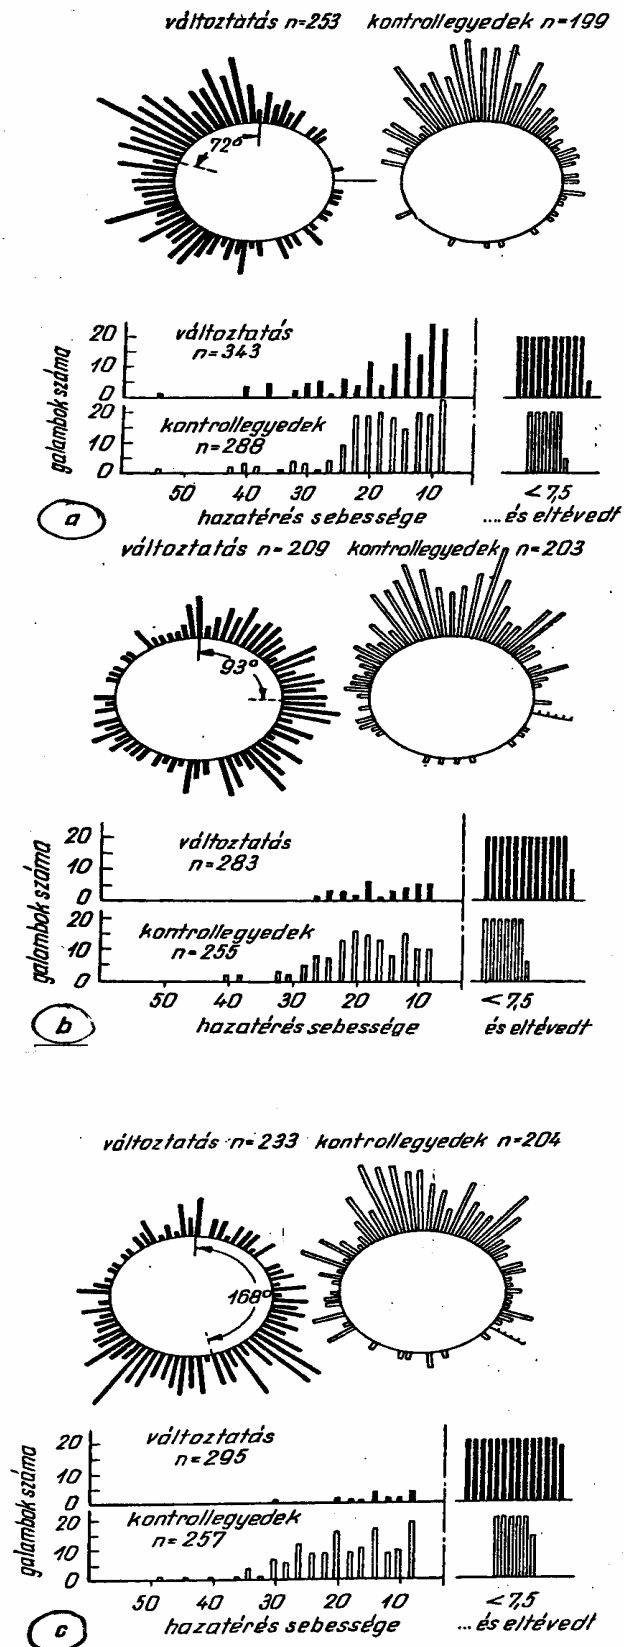 változtatás n=253 kontrollegyedek n=199
72°
változtatás
n=343
20
10
0
kontrollegyedek
n=288
20
10
0
galambok száma
50 40 30 20 10 < 7,5
a
hazatérés sebessége ....és eltévedt
változtatás n=209 kontrollegyedek n=203
93°
változtatás
n=283
20
10
0
kontrollegyedek
n=255
20
10
0
galambok száma
50 40 30 20 10 < 7,5
b
hazatérés sebessége és eltévedt
változtatás n=233 kontrollegyedek n=204
168°
változtatás
n=295
20
10
0
kontrollegyedek
n=257
20
10
0
galambok száma
50 40 30 20 10 < 7,5
c
hazatérés sebessége ...és eltévedt